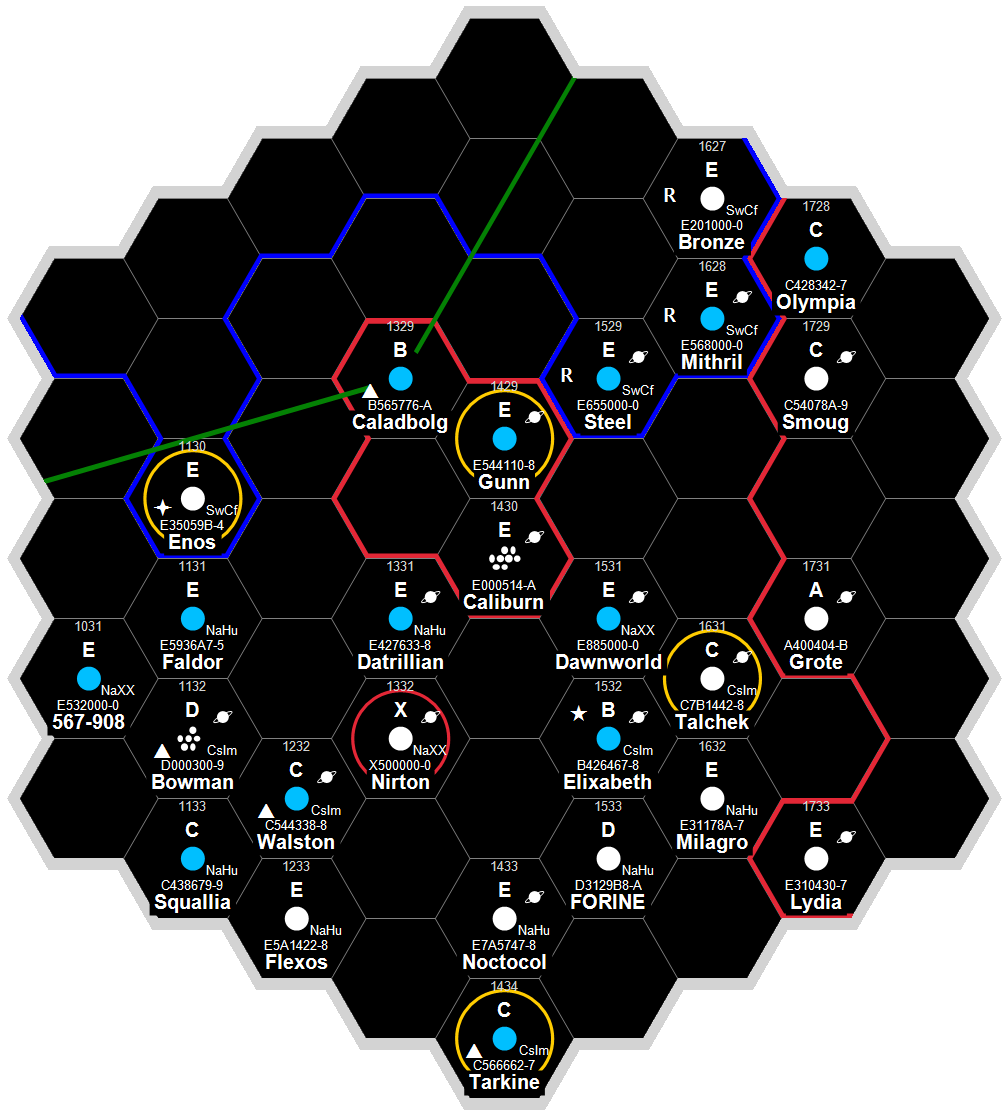 1627
E
R
SwCf
E201000-0
Bronze
1728
C
C428342-7
Olympia
1628
E
R
SwCf
E568000-0
Mithril
1329
B
B565776-A
Caladbolg
1529
E
R
SwCf
E655000-0
Steel
1729
C
C54078A-9
Smoug
1429
E
E544110-8
Gunn
1130
E
SwCf
E35059B-4
Enos
1430
E
E000514-A
Caliburn
1131
E
NaHu
E5936A7-5
Faldor
1331
E
NaHu
E427633-8
Datrillian
1531
E
NaXX
E885000-0
Dawnworld
1731
A
A400404-B
Grote
1031
E
NaXX
E532000-0
567-908
1631
C
CsIm
C7B1442-8
Talchek
1132
D
CsIm
D000300-9
Bowman
1332
X
NaXX
X500000-0
Nirton
1532
B
CsIm
B426467-8
Elixabeth
1232
C
CsIm
C544338-8
Walston
1632
E
NaHu
E31178A-7
Milagro
1133
C
NaHu
C438679-9
Squallia
1533
D
NaHu
D3129B8-A
FORINE
1733
E
E310430-7
Lydia
1233
E
NaHu
E5A1422-8
Flexos
1433
E
NaHu
E7A5747-8
Noctocol
1434
C
CsIm
C566662-7
Tarkine